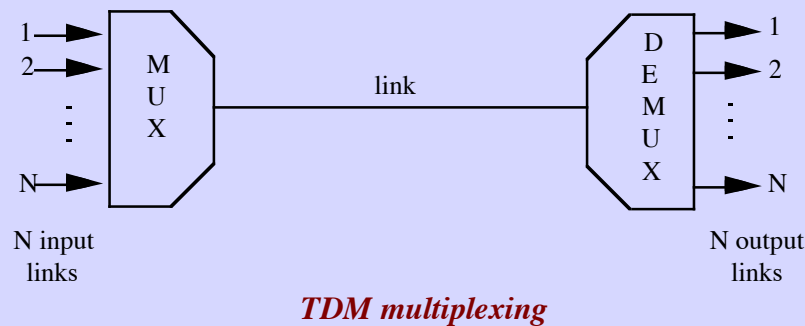 1
2
N
M
U
X
link
D
E
M
U
X
1
2
N
N input
links
N output
links
TDM multiplexing